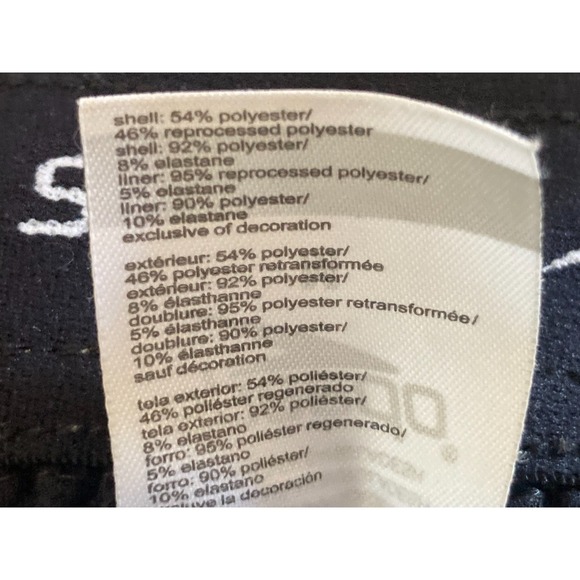 shell: 54% polyester/
46% reprocessed polyester
shell: 92% polyester/
8% elastane
liner: 95% reprocessed polyester/
5% elastane
liner: 90% polyester/
10% elastane
exclusive of decoration
extérieur: 54% polyester/
46% polyester retransformée
extérieur: 92% polyester/
8% élasthanne
doublure: 95% polyester retransformée/
5% élasthanne
doublure: 90% polyester/
10% élasthanne
sauf décoration
tela exterior: 54% poliéster/
46% poliéster regenerado
tela exterior: 92% poliéster/
8% elastano
forro: 95% poliéster regenerado/
5% elastano
forro: 90% poliéster/
10% elastano
la decoración
S